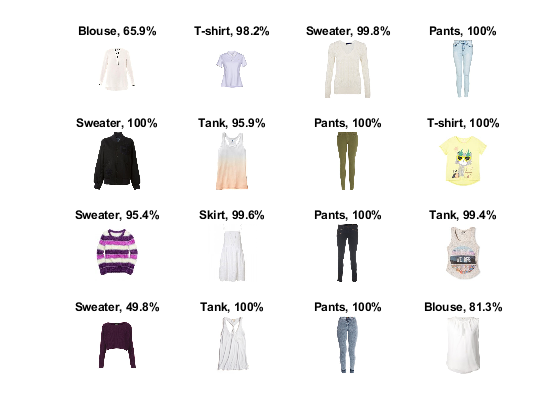 Blouse, 65.9%
T-shirt, 98.2%
Sweater, 99.8%
Pants, 100%
Sweater, 100%
Tank, 95.9%
Pants, 100%
T-shirt, 100%
Sweater, 95.4%
Skirt, 99.6%
Pants, 100%
Tank, 99.4%
Sweater, 49.8%
Tank, 100%
Pants, 100%
Blouse, 81.3%